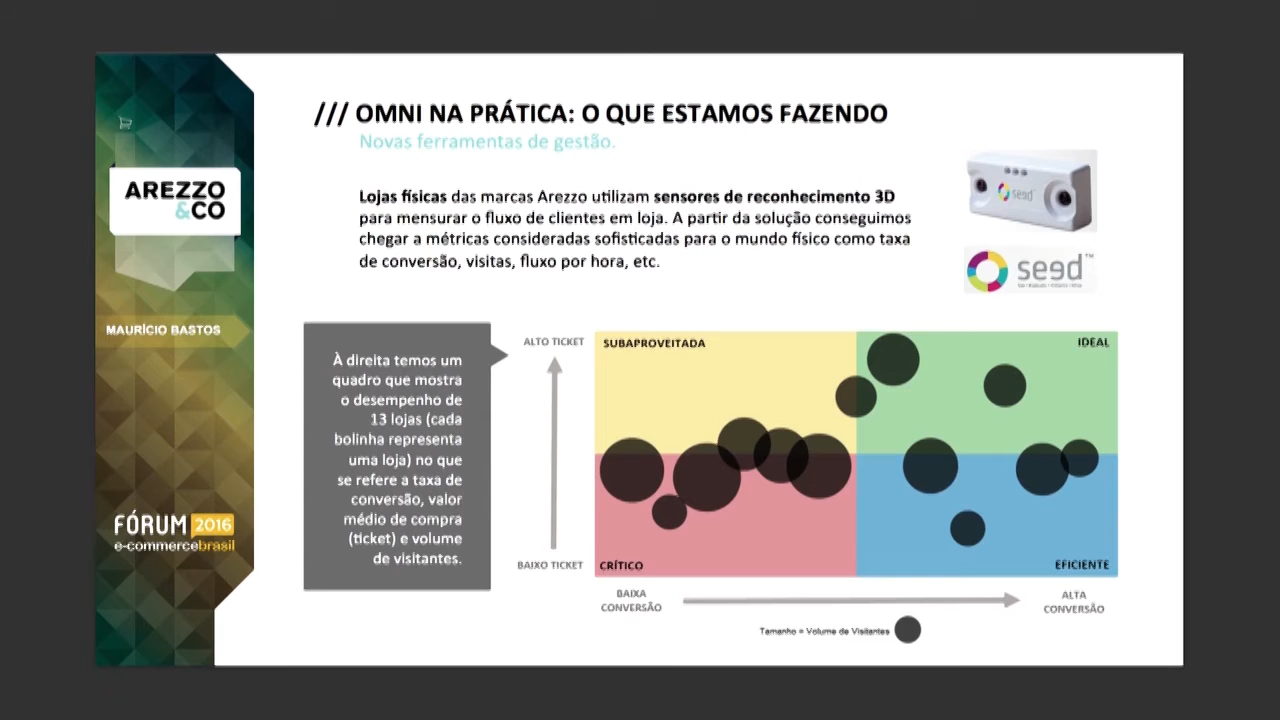 /// OMNI NA PRÁTICA: O QUE ESTAMOS FAZENDO
Novas ferramentas de gestão.
AREZZO
&CO
MAURÍCIO BASTOS
FÓRUM 2016
e-commercebrasil
Lojas físicas das marcas Arezzo utilizam sensores de reconhecimento 3D
para mensurar o fluxo de clientes em loja. A partir da solução conseguimos
chegar a métricas consideradas sofisticadas para o mundo físico como taxa
de conversão, visitas, fluxo por hora, etc.
seed
seed™
À direita temos um
quadro que mostra
o desempenho de
13 lojas (cada
bolinha representa
uma loja) no que
se refere a taxa de
conversão, valor
médio de compra
(ticket) e volume
de visitantes.
ALTO TICKET
BAIXO TICKET
SUBAPROVEITADA
IDEAL
CRÍTICO
EFICIENTE
BAIXA
CONVERSÃO
ALTA
CONVERSÃO
Tamanho = Volume de Visitantes